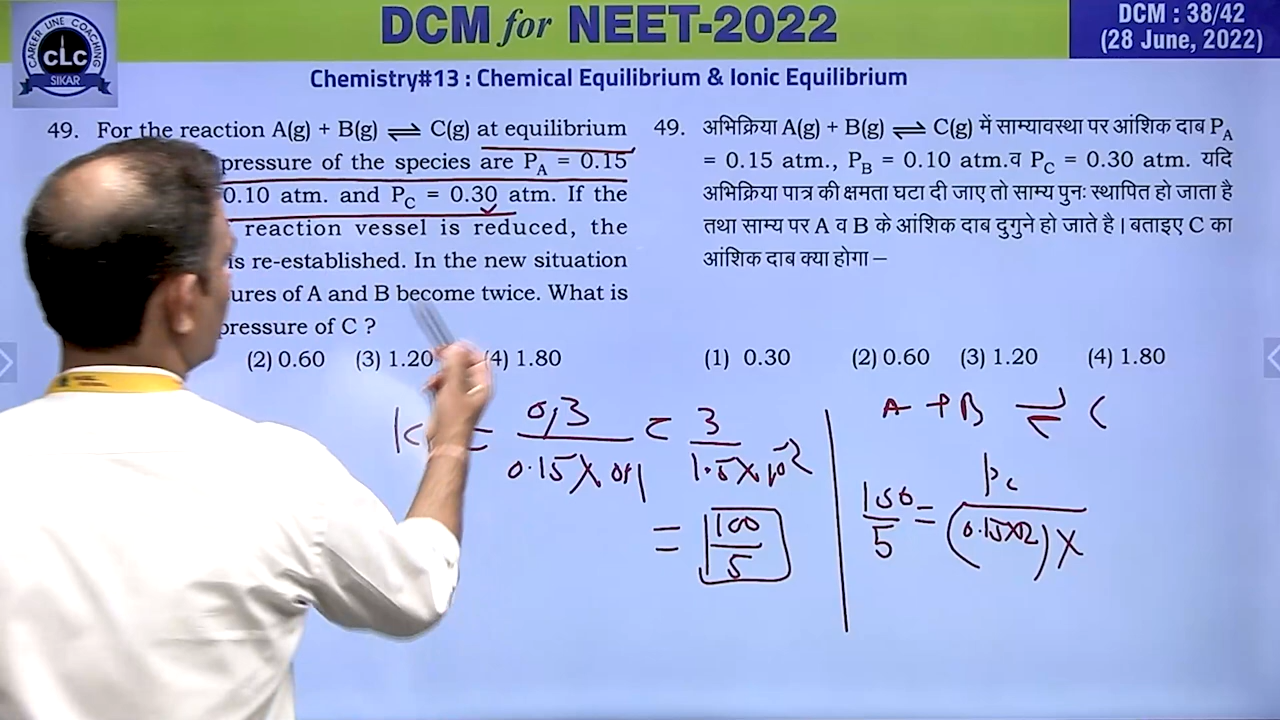 CAREER LINE COACHING
CLC
SIKAR
DCM for NEET-2022
DCM : 38/42
(28 June, 2022)
Chemistry#13 : Chemical Equilibrium & Ionic Equilibrium
49. For the reaction A(g) + B(g) ⇌ C(g) at equilibrium
pressure of the species are P_A = 0.15
0.10 atm. and P_C = 0.30 atm. If the
reaction vessel is reduced, the
is re-established. In the new situation
ures of A and B become twice. What is
pressure of C ?
(2) 0.60 (3) 1.20 (4) 1.80
49. अभिक्रिया A(g) + B(g) ⇌ C(g) में साम्यावस्था पर आंशिक दाब P_A
= 0.15 atm., P_B = 0.10 atm.व P_C = 0.30 atm. यदि
अभिक्रिया पात्र की क्षमता घटा दी जाए तो साम्य पुनः स्थापित हो जाता है
तथा साम्य पर A व B के आंशिक दाब दुगुने हो जाते है। बताइए C का
आंशिक दाब क्या होगा –
(1) 0.30 (2) 0.60 (3) 1.20 (4) 1.80
= 0.3 / 0.15 × 0.1 = 3 / 1.5 × 10^-2
= 100 / 5
A + B ⇌ C
100 / 5 = p_c / (0.15×2) ×